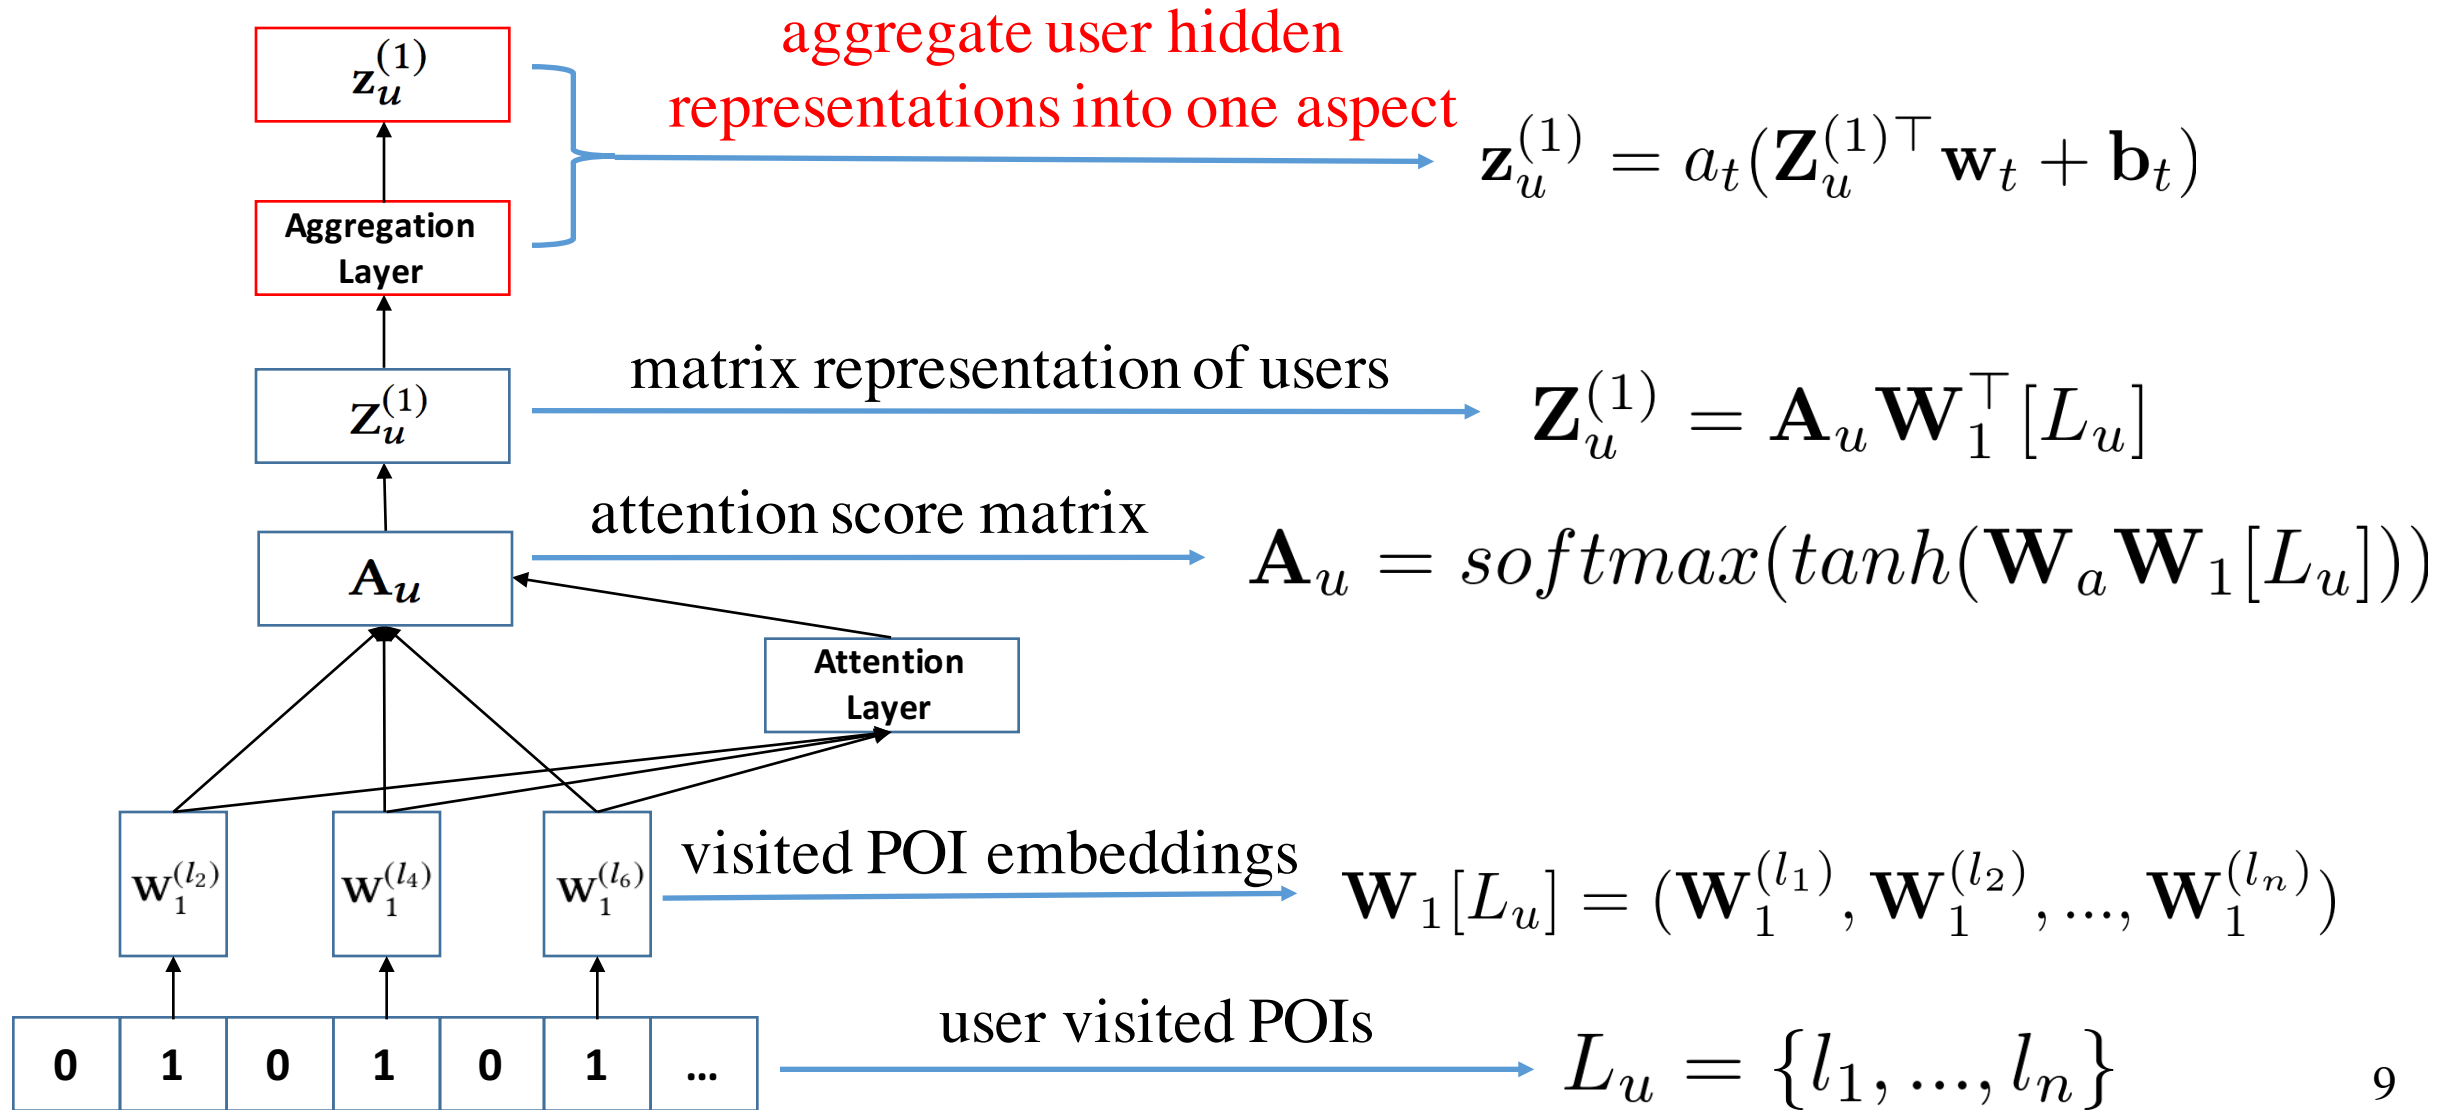 aggregate user hidden
representations into one aspect
z_u^{(1)}
z_u^{(1)} = a_t(Z_u^{(1)⊤} w_t + b_t)
Aggregation
Layer
matrix representation of users
Z_u^{(1)}
Z_u^{(1)} = A_u W_1^⊤[L_u]
attention score matrix
A_u
A_u = softmax(tanh(W_a W_1[L_u]))
Attention
Layer
visited POI embeddings
w_1^{(l_2)} w_1^{(l_4)} w_1^{(l_6)}
W_1[L_u] = (W_1^{(l_1)}, W_1^{(l_2)}, ..., W_1^{(l_n)})
user visited POIs
0 1 0 1 0 1 ...
L_u = {l_1, ..., l_n}
9